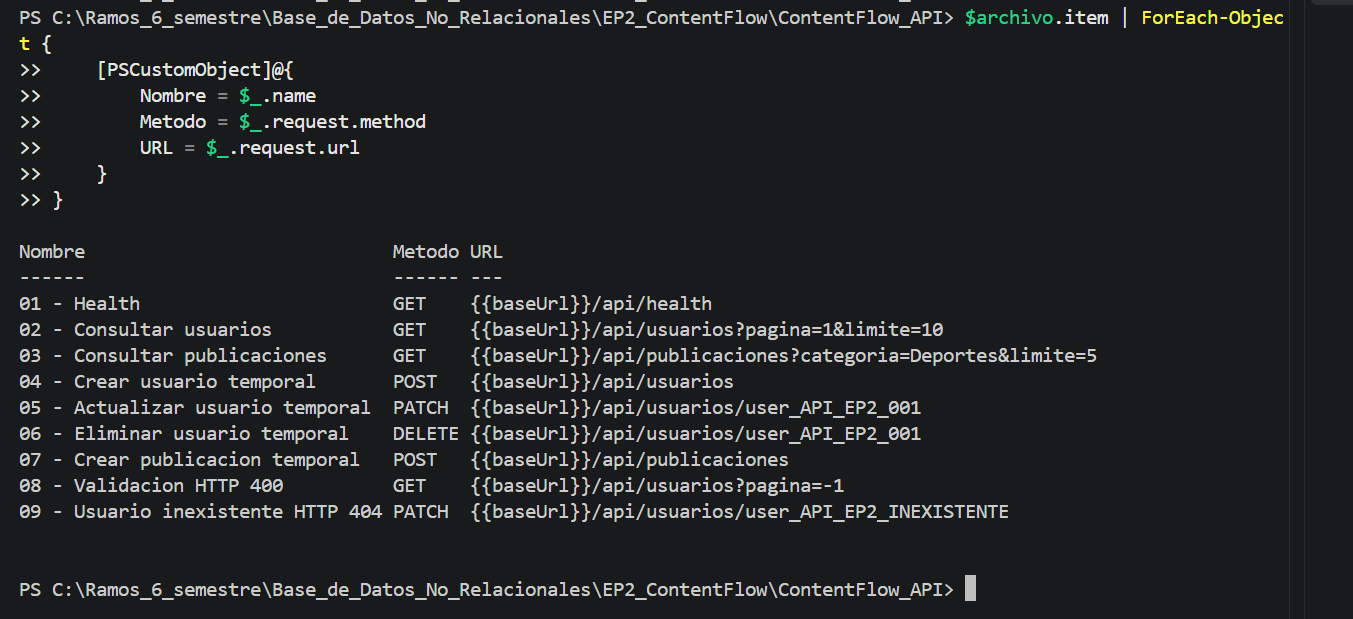 PS C:\Ramos_6_semestre\Base_de_Datos_No_Relacionales\EP2_ContentFlow\ContentFlow_API> $archivo.item | ForEach-Objec
t {
>>     [PSCustomObject]@{
>>         Nombre = $_.name
>>         Metodo = $_.request.method
>>         URL = $_.request.url
>>     }
>> }
Nombre                            Metodo URL
------                            ------ ---
01 - Health                       GET    {{baseUrl}}/api/health
02 - Consultar usuarios           GET    {{baseUrl}}/api/usuarios?pagina=1&limite=10
03 - Consultar publicaciones      GET    {{baseUrl}}/api/publicaciones?categoria=Deportes&limite=5
04 - Crear usuario temporal       POST   {{baseUrl}}/api/usuarios
05 - Actualizar usuario temporal  PATCH  {{baseUrl}}/api/usuarios/user_API_EP2_001
06 - Eliminar usuario temporal    DELETE {{baseUrl}}/api/usuarios/user_API_EP2_001
07 - Crear publicacion temporal   POST   {{baseUrl}}/api/publicaciones
08 - Validacion HTTP 400          GET    {{baseUrl}}/api/usuarios?pagina=-1
09 - Usuario inexistente HTTP 404 PATCH  {{baseUrl}}/api/usuarios/user_API_EP2_INEXISTENTE
PS C:\Ramos_6_semestre\Base_de_Datos_No_Relacionales\EP2_ContentFlow\ContentFlow_API>